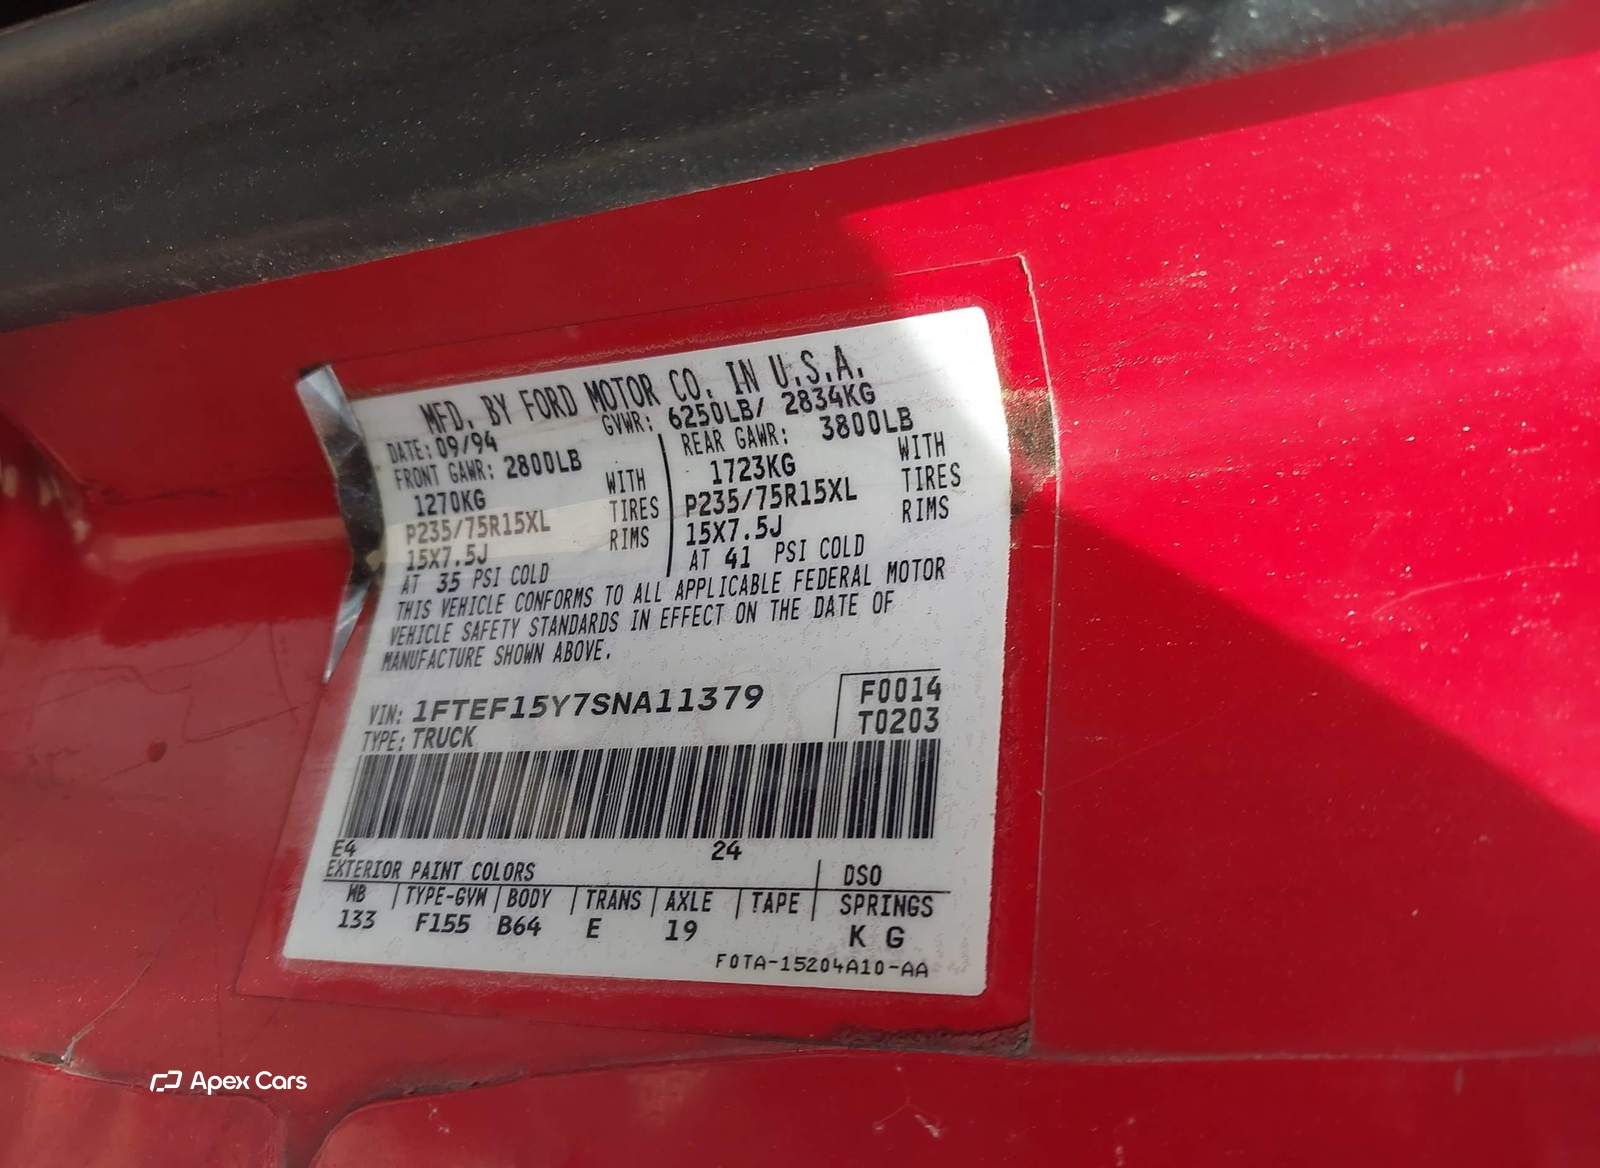 MFD. BY FORD MOTOR CO. IN U.S.A.
DATE: 09/94 GVWR: 6250LB/ 2834KG
FRONT GAWR: 2800LB REAR GAWR: 3800LB
1270KG WITH 1723KG WITH
P235/75R15XL TIRES P235/75R15XL TIRES
15X7.5J RIMS 15X7.5J RIMS
AT 35 PSI COLD AT 41 PSI COLD
THIS VEHICLE CONFORMS TO ALL APPLICABLE FEDERAL MOTOR
VEHICLE SAFETY STANDARDS IN EFFECT ON THE DATE OF
MANUFACTURE SHOWN ABOVE.
VIN: 1FTEF15Y7SNA11379 F0014
TYPE: TRUCK T0203
E4 24
EXTERIOR PAINT COLORS DSO
WB TYPE-GVW BODY TRANS AXLE TAPE SPRINGS
133 F155 B64 E 19 K G
F0TA-15204A10-AA
Apex Cars